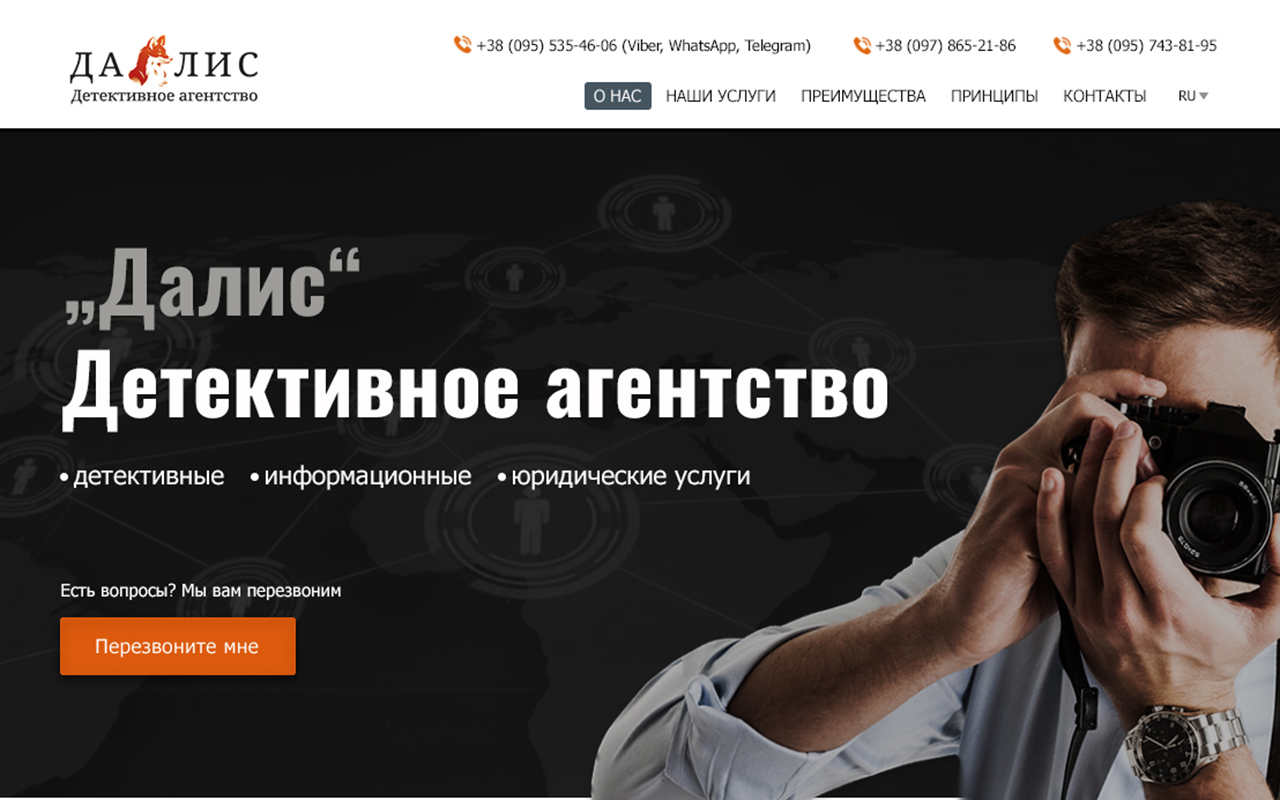 ДА ЛИС
Детективное агентство
+38 (095) 535-46-06 (Viber, WhatsApp, Telegram)
+38 (097) 865-21-86
+38 (095) 743-81-95
О НАС
НАШИ УСЛУГИ
ПРЕИМУЩЕСТВА
ПРИНЦИПЫ
КОНТАКТЫ
RU
„Далис“
Детективное агентство
• детективные • информационные • юридические услуги
Есть вопросы? Мы вам перезвоним
Перезвоните мне